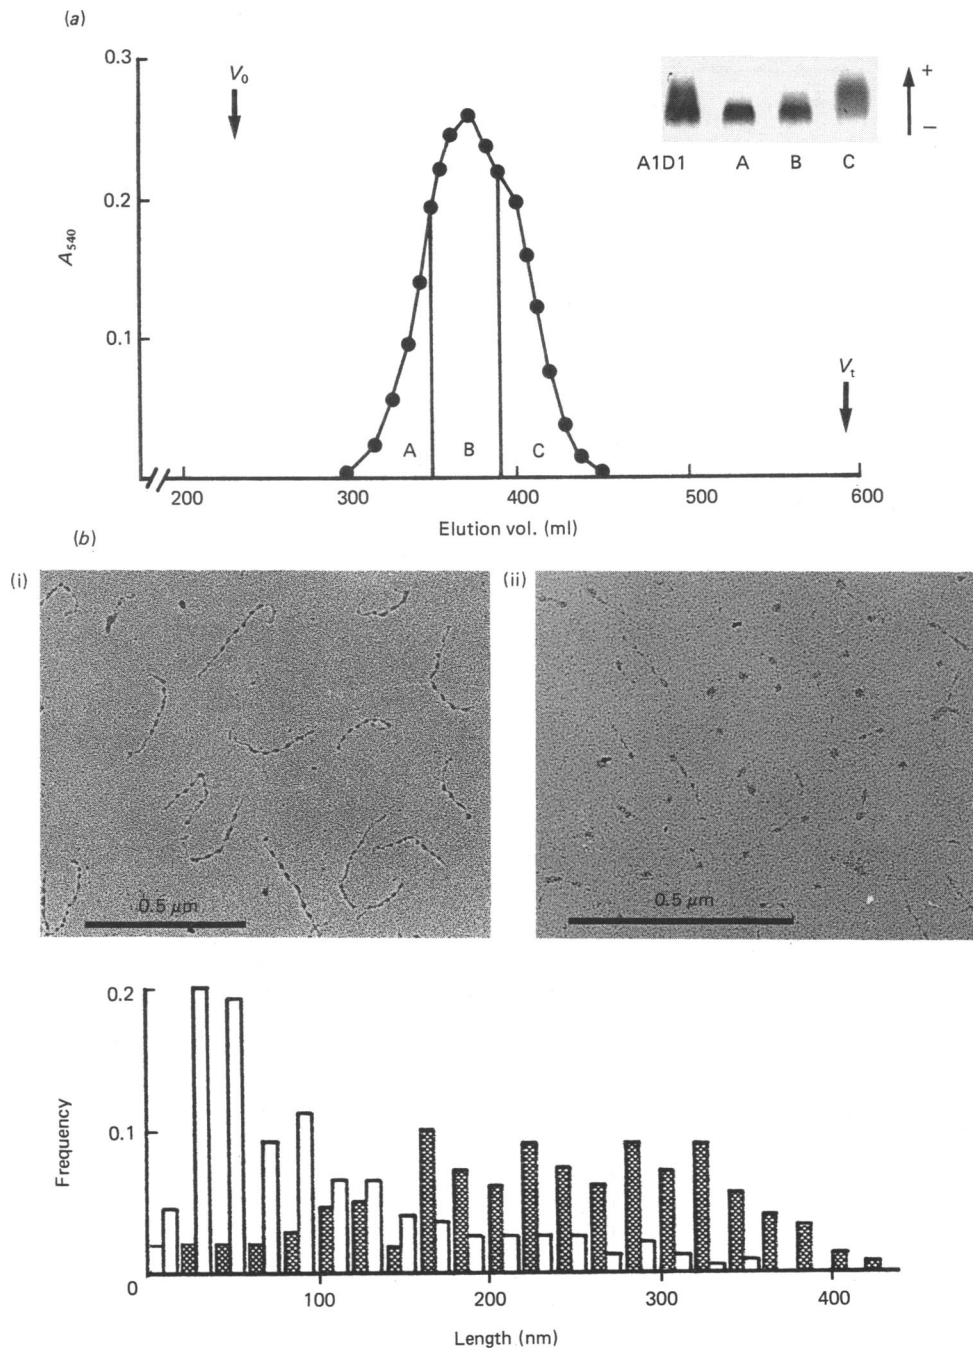 (a)
0.3
0.2
0.1
A540
V0
Vt
+
−
A1D1 A B C
A B C
200 300 400 500 600
Elution vol. (ml)
(b)
(i)
0.5 μm
(ii)
0.5 μm
0.2
0.1
0
Frequency
100 200 300 400
Length (nm)